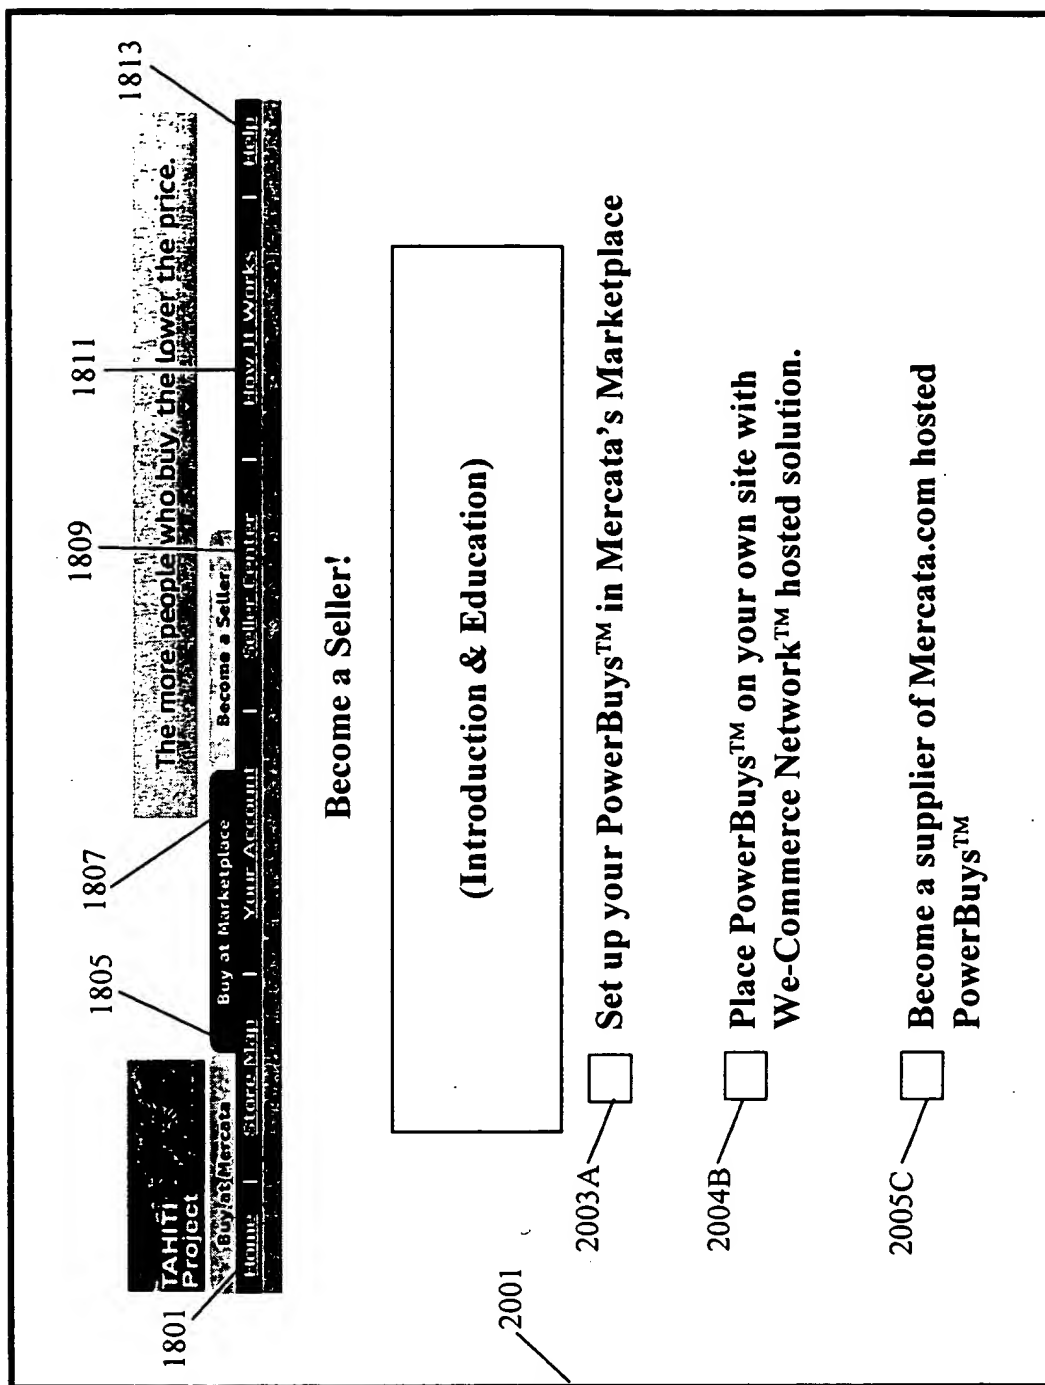 1801
1805
1807
1809
1811
1813
TAHITI
Project
The more people who buy, the lower the price.
Buy at Mercata
Buy at Marketplace
Become a Seller
Home | Store Map | Your Account | Seller Center | How It Works | Help
Become a Seller!
2001
(Introduction & Education)
2003A
Set up your PowerBuys™ in Mercata's Marketplace
2004B
Place PowerBuys™ on your own site with
We-Commerce Network™ hosted solution.
2005C
Become a supplier of Mercata.com hosted
PowerBuys™